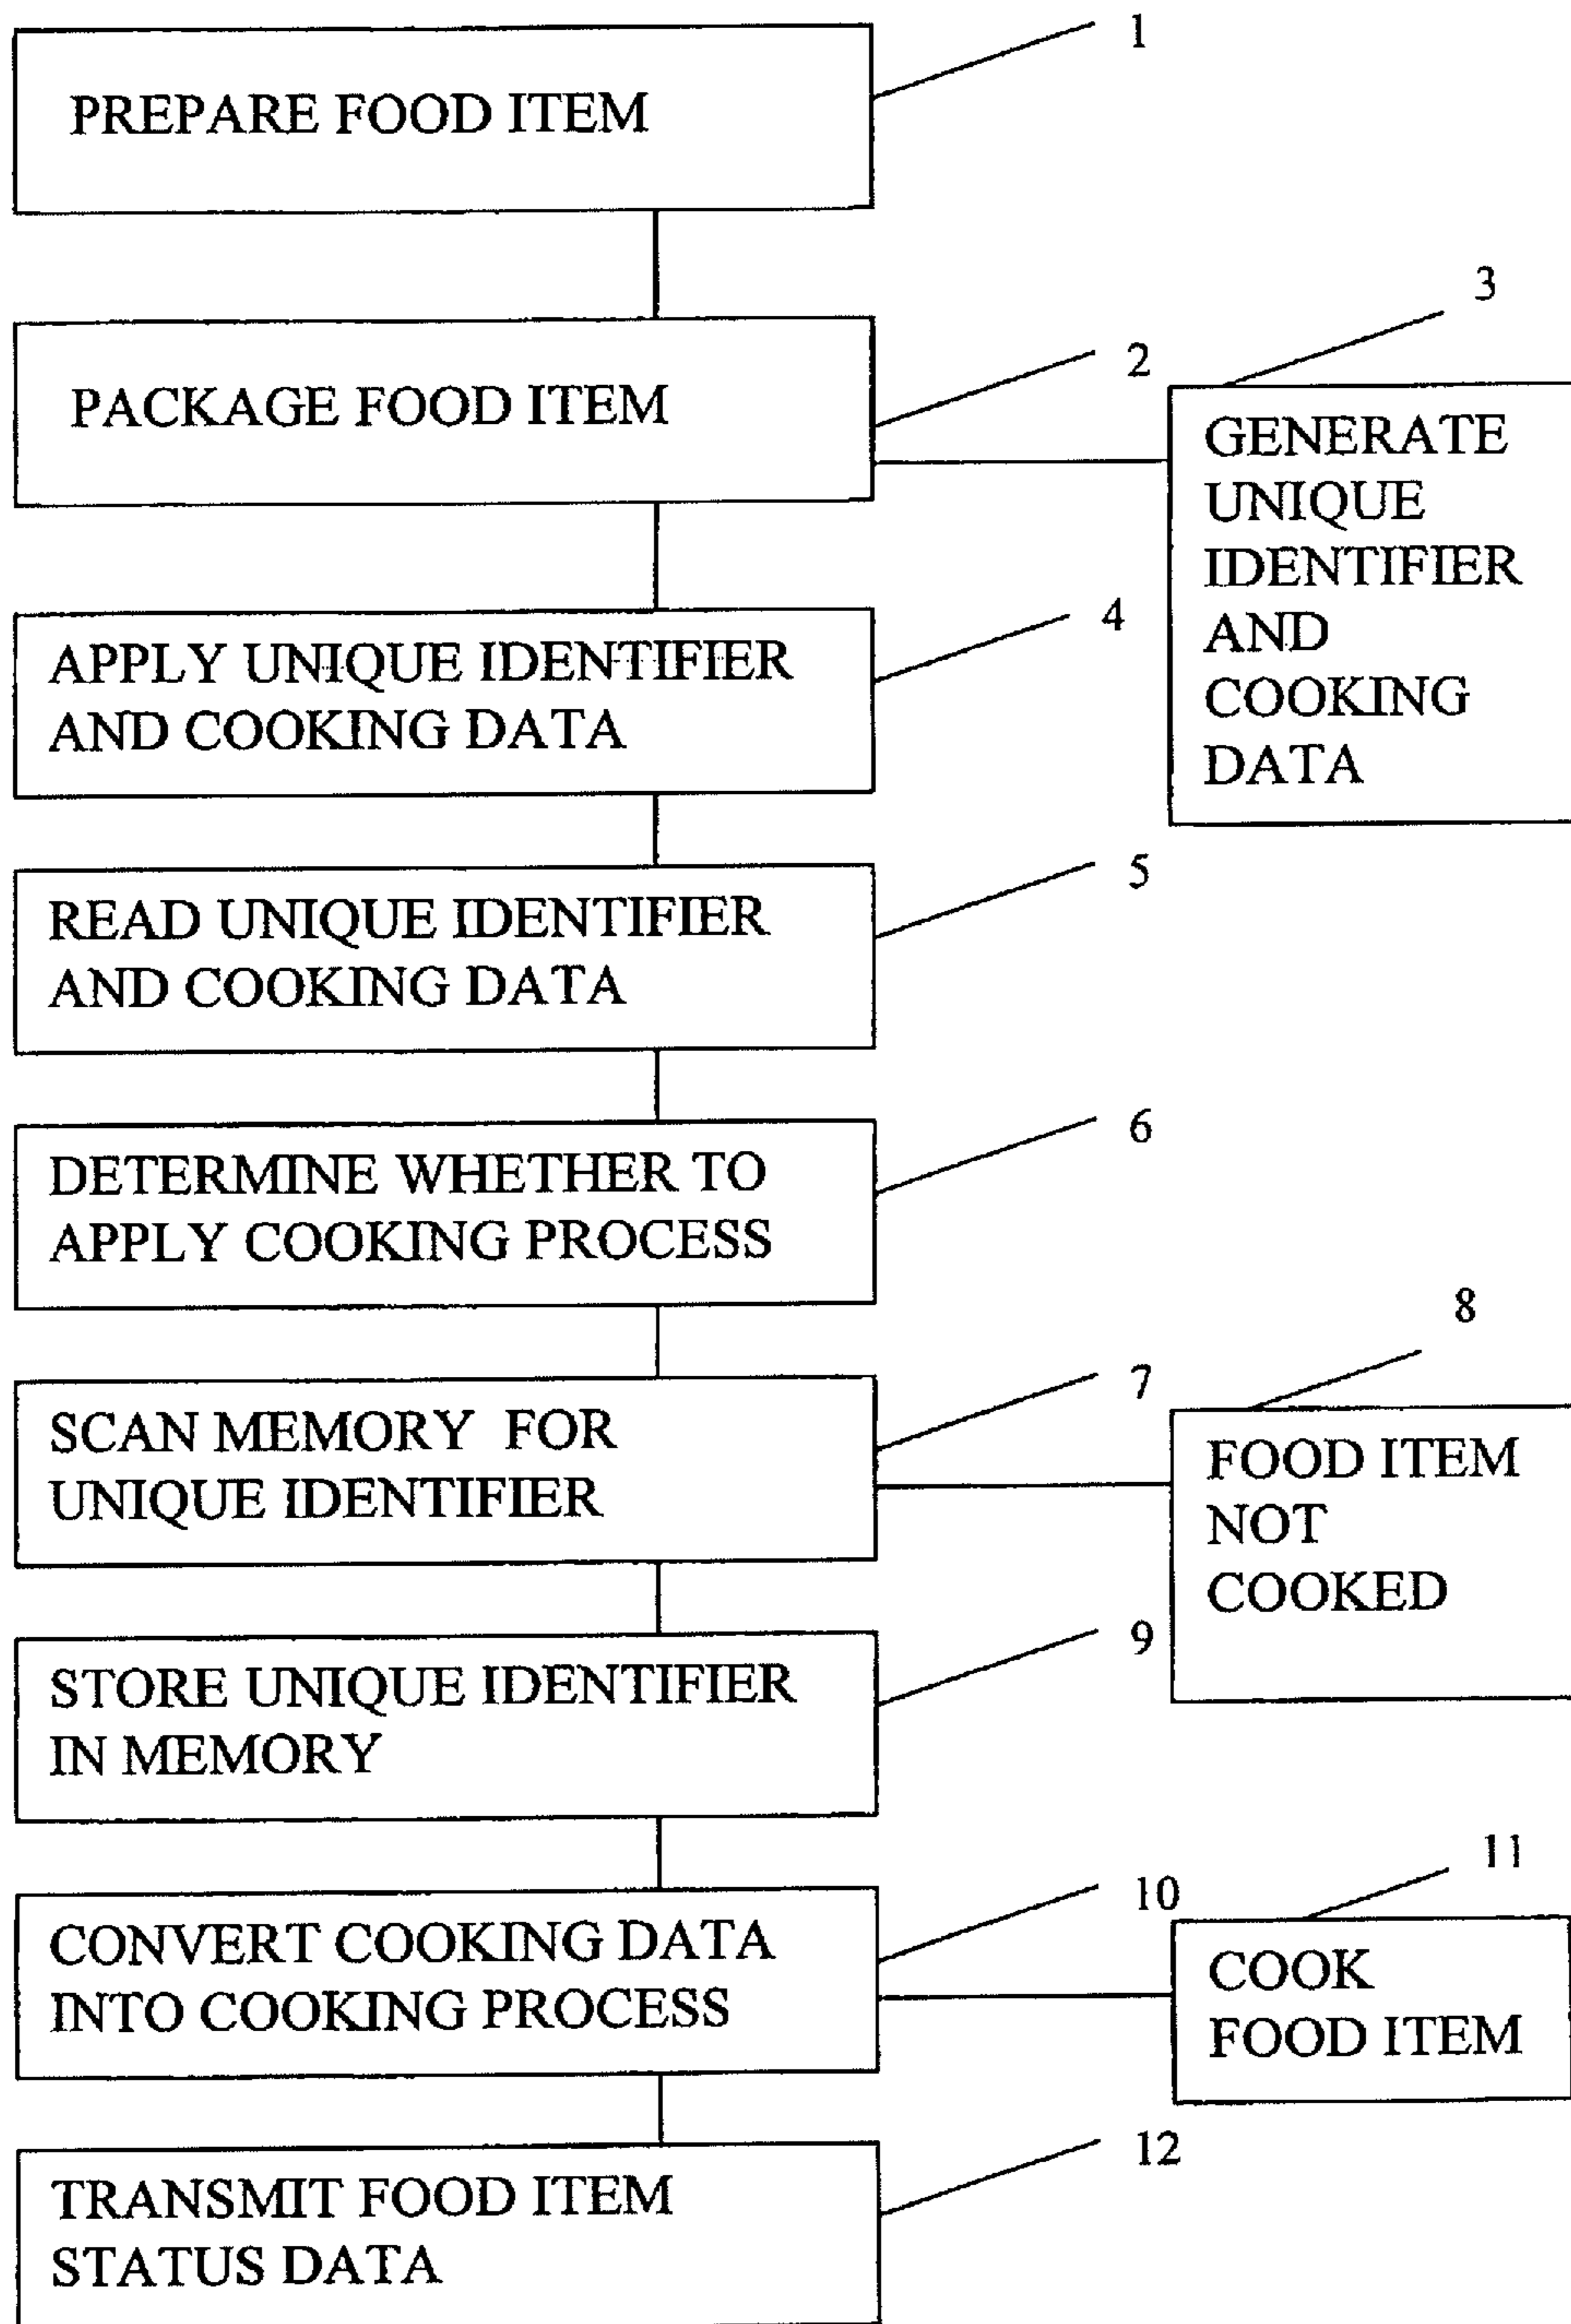 1
PREPARE FOOD ITEM
2
PACKAGE FOOD ITEM
3
GENERATE
UNIQUE
IDENTIFIER
AND
COOKING
DATA
4
APPLY UNIQUE IDENTIFIER
AND COOKING DATA
5
READ UNIQUE IDENTIFIER
AND COOKING DATA
6
DETERMINE WHETHER TO
APPLY COOKING PROCESS
7
SCAN MEMORY FOR
UNIQUE IDENTIFIER
8
FOOD ITEM
NOT
COOKED
9
STORE UNIQUE IDENTIFIER
IN MEMORY
10
CONVERT COOKING DATA
INTO COOKING PROCESS
11
COOK
FOOD ITEM
12
TRANSMIT FOOD ITEM
STATUS DATA